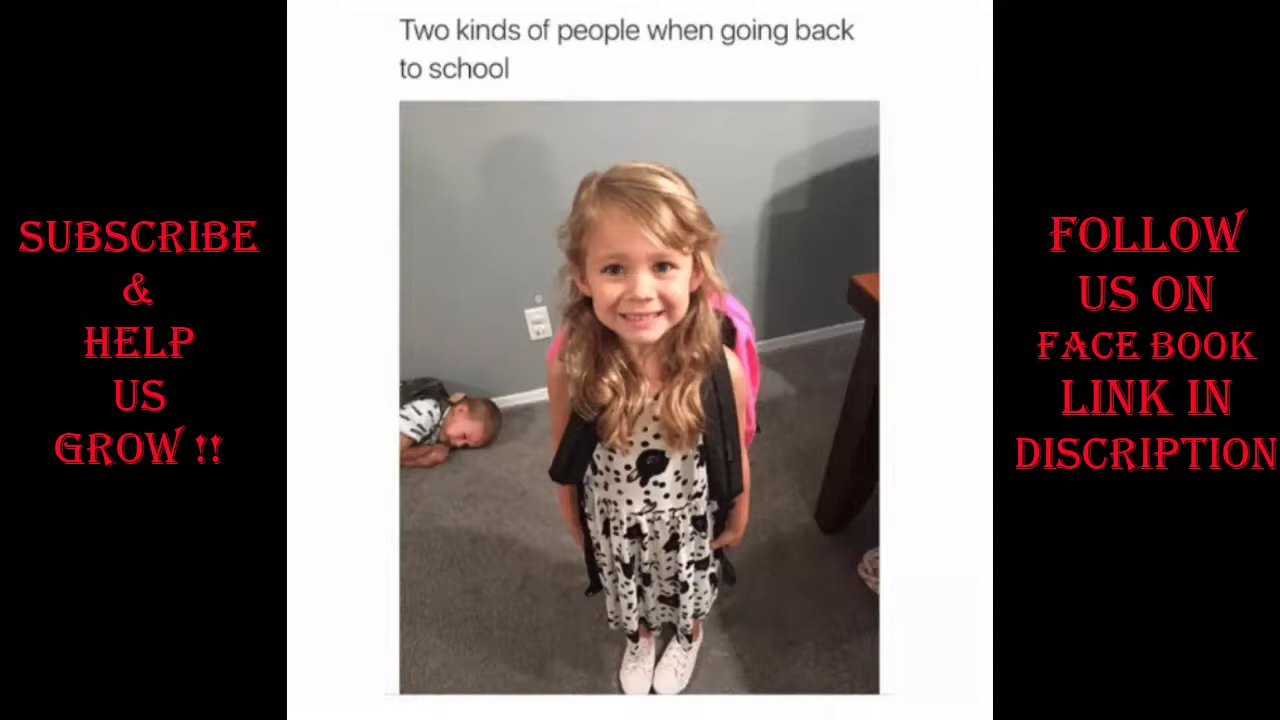 Two kinds of people when going back
to school
SUBSCRIBE
&
HELP
US
GROW !!
FOLLOW
US ON
FACE BOOK
LINK IN
DISCRIPTION